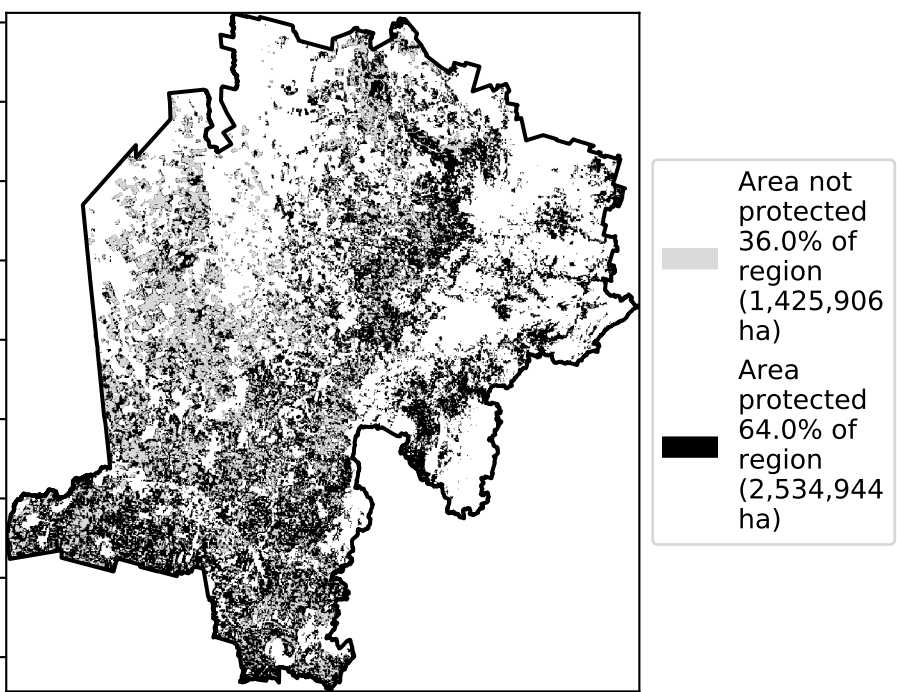 Area not
protected
36.0% of
region
(1,425,906
ha)
Area
protected
64.0% of
region
(2,534,944
ha)